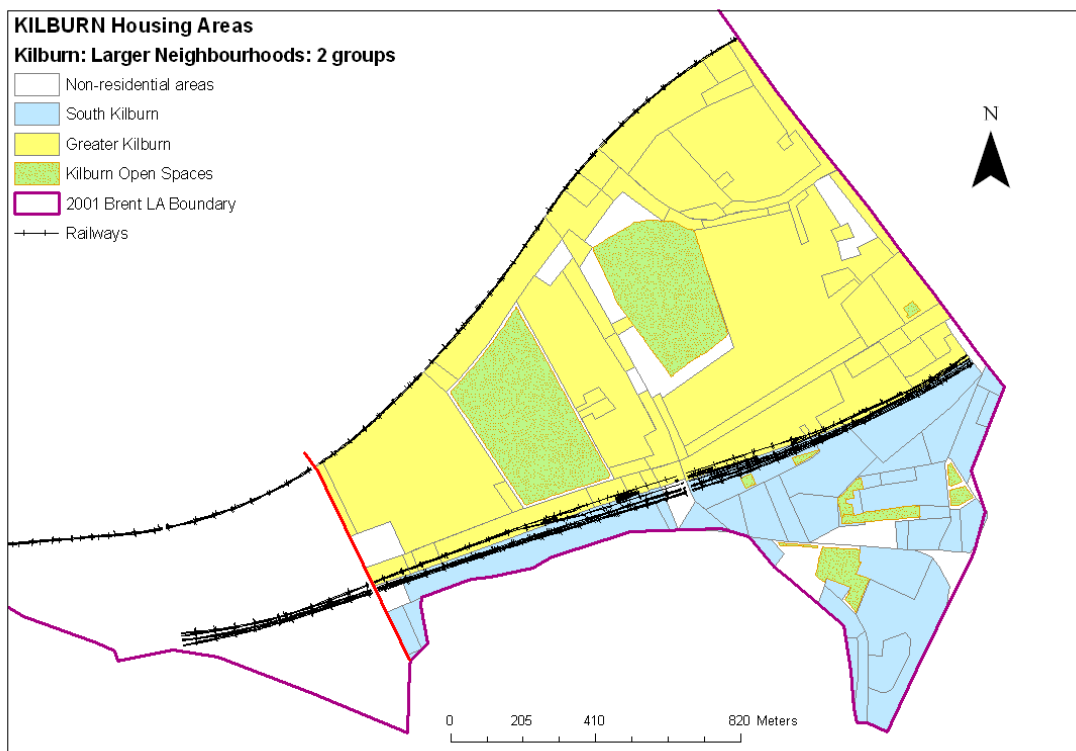 KILBURN Housing Areas
Kilburn: Larger Neighbourhoods: 2 groups
Non-residential areas
South Kilburn
Greater Kilburn
Kilburn Open Spaces
2001 Brent LA Boundary
Railways
N
0 205 410 820 Meters